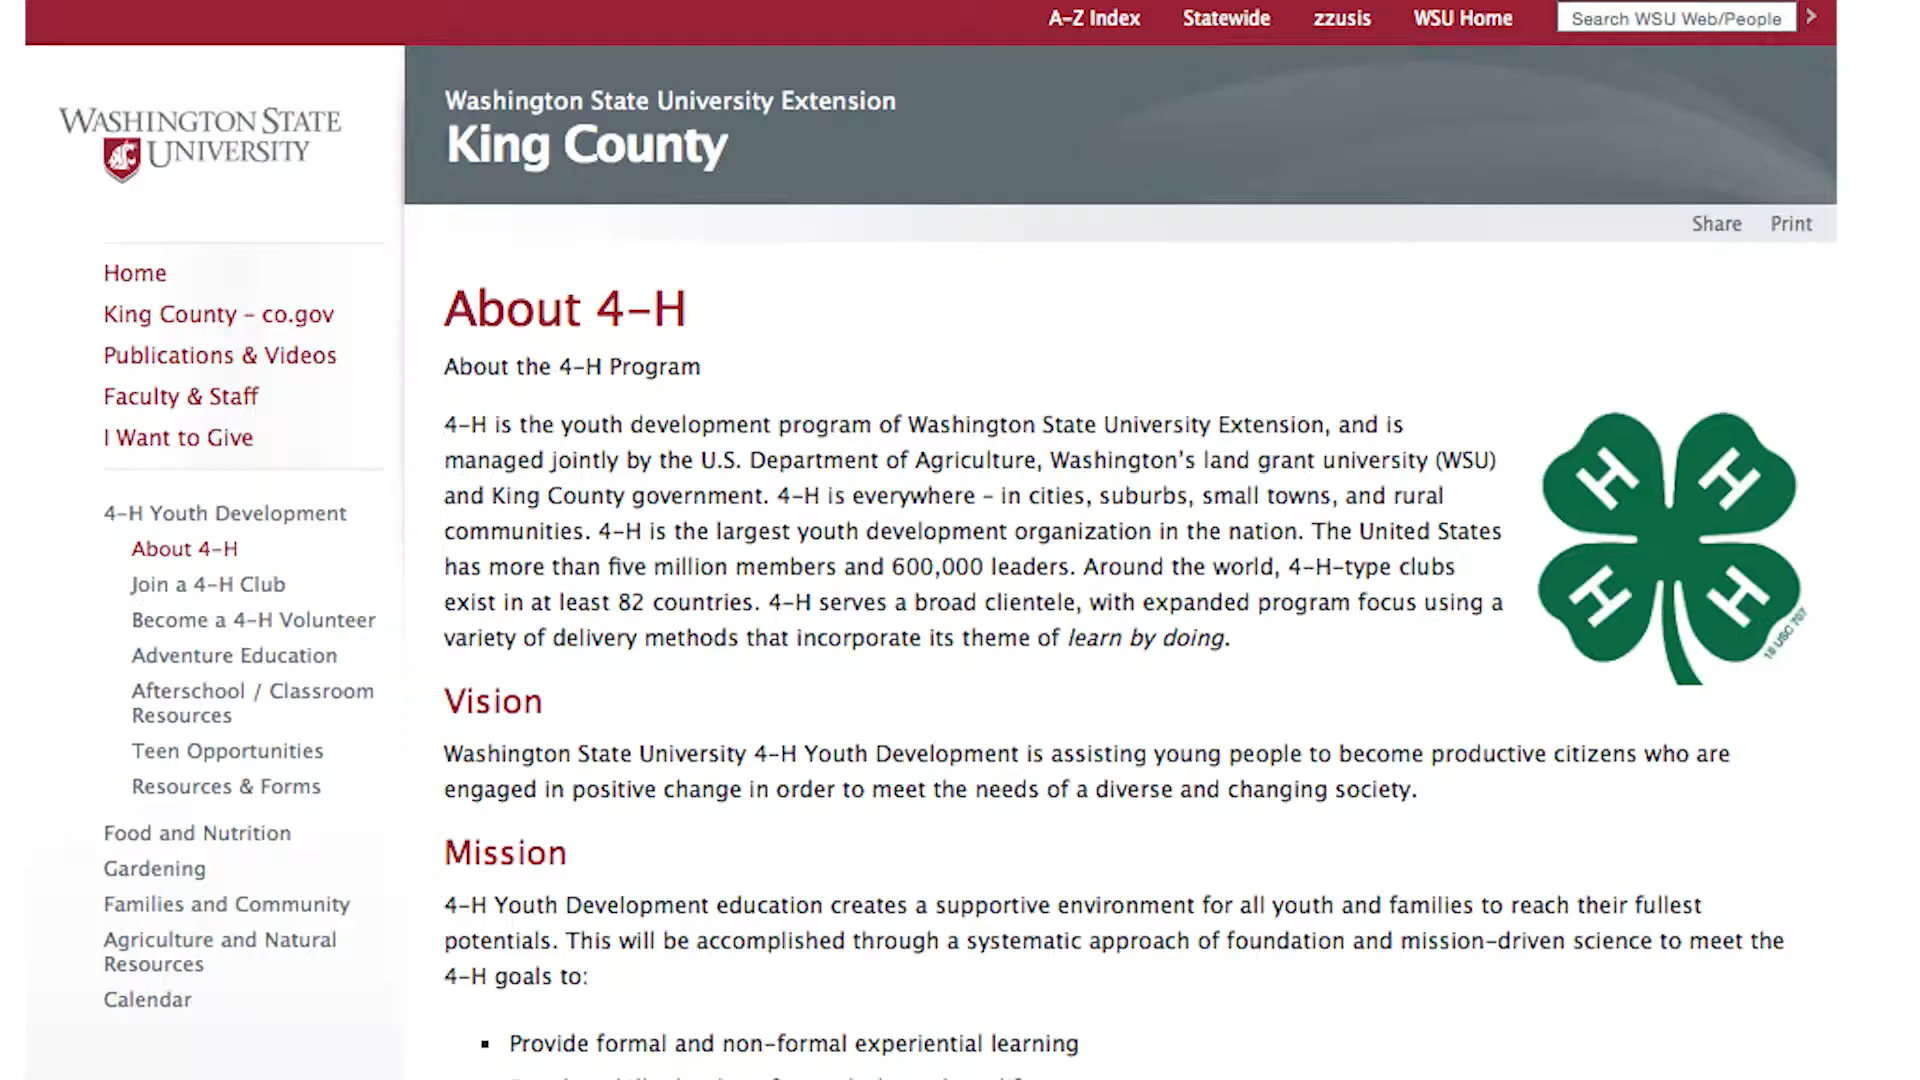 A-Z Index Statewide zzusis WSU Home Search WSU Web/People
WASHINGTON STATE
UNIVERSITY
Washington State University Extension
King County
Share Print
Home
King County – co.gov
Publications & Videos
Faculty & Staff
I Want to Give
4-H Youth Development
About 4-H
Join a 4-H Club
Become a 4-H Volunteer
Adventure Education
Afterschool / Classroom
Resources
Teen Opportunities
Resources & Forms
Food and Nutrition
Gardening
Families and Community
Agriculture and Natural
Resources
Calendar
About 4-H
About the 4-H Program
4-H is the youth development program of Washington State University Extension, and is
managed jointly by the U.S. Department of Agriculture, Washington's land grant university (WSU)
and King County government. 4-H is everywhere – in cities, suburbs, small towns, and rural
communities. 4-H is the largest youth development organization in the nation. The United States
has more than five million members and 600,000 leaders. Around the world, 4-H-type clubs
exist in at least 82 countries. 4-H serves a broad clientele, with expanded program focus using a
variety of delivery methods that incorporate its theme of learn by doing.
H H
H H
18 USC 707
Vision
Washington State University 4-H Youth Development is assisting young people to become productive citizens who are
engaged in positive change in order to meet the needs of a diverse and changing society.
Mission
4-H Youth Development education creates a supportive environment for all youth and families to reach their fullest
potentials. This will be accomplished through a systematic approach of foundation and mission-driven science to meet the
4-H goals to:
▪ Provide formal and non-formal experiential learning